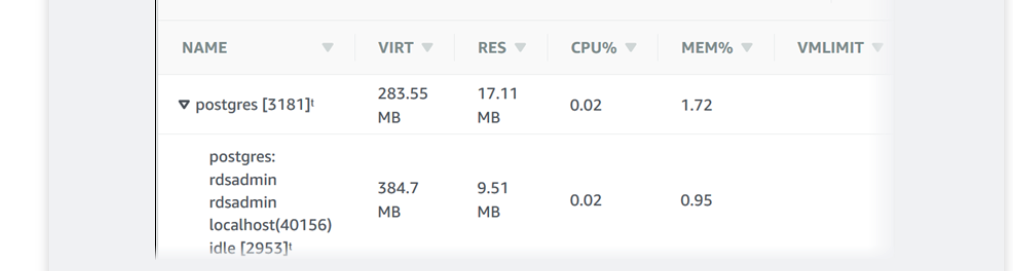 NAME VIRT RES CPU% MEM% VMLIMIT
postgres [3181]ᵗ 283.55 MB 17.11 MB 0.02 1.72
postgres:
rdsadmin
rdsadmin
localhost(40156)
idle [2953]ᵗ
384.7 MB 9.51 MB 0.02 0.95